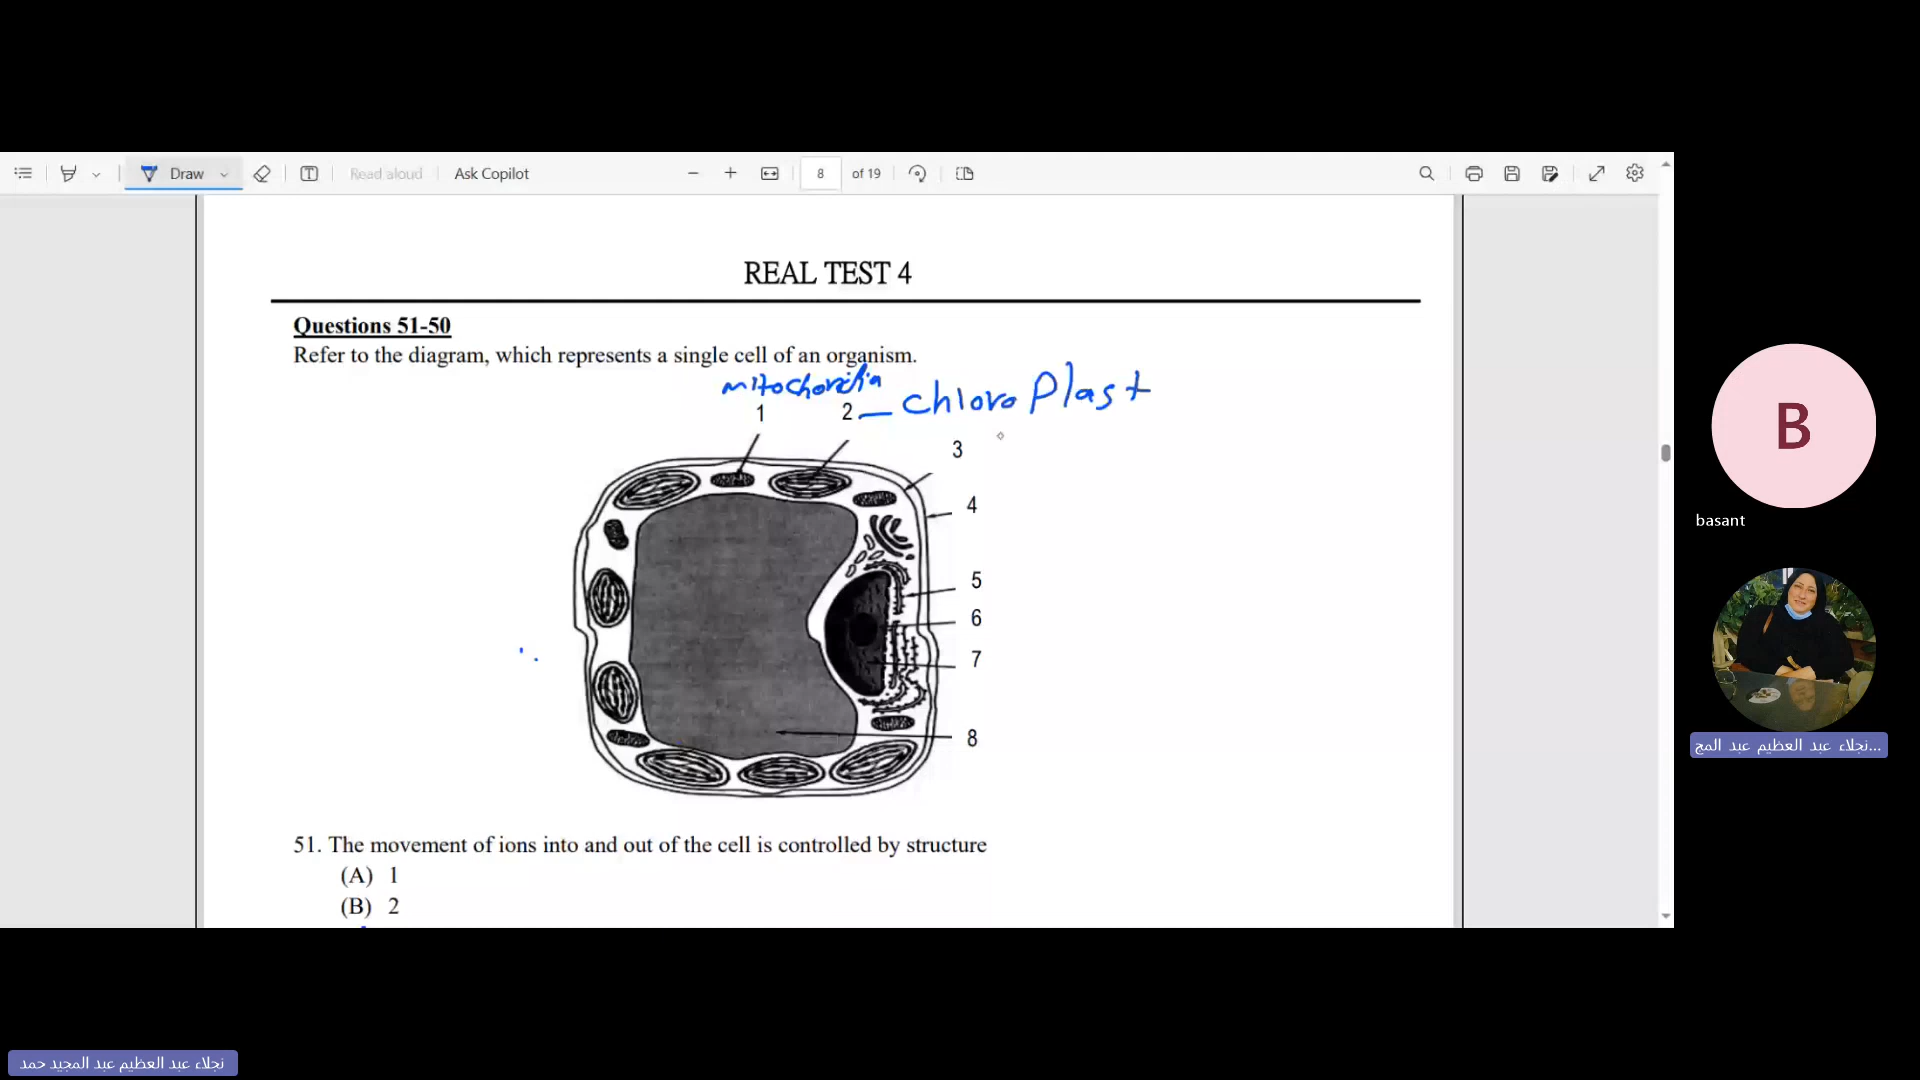 Draw
Read aloud
Ask Copilot
8 of 19
REAL TEST 4
Questions 51-50
Refer to the diagram, which represents a single cell of an organism.
mitochondria
1
2 — chloroplast
3
4
5
6
7
8
51. The movement of ions into and out of the cell is controlled by structure
(A) 1
(B) 2
B
basant
نجلاء عبد العظيم عبد المج...
نجلاء عبد العظيم عبد المجيد حمد